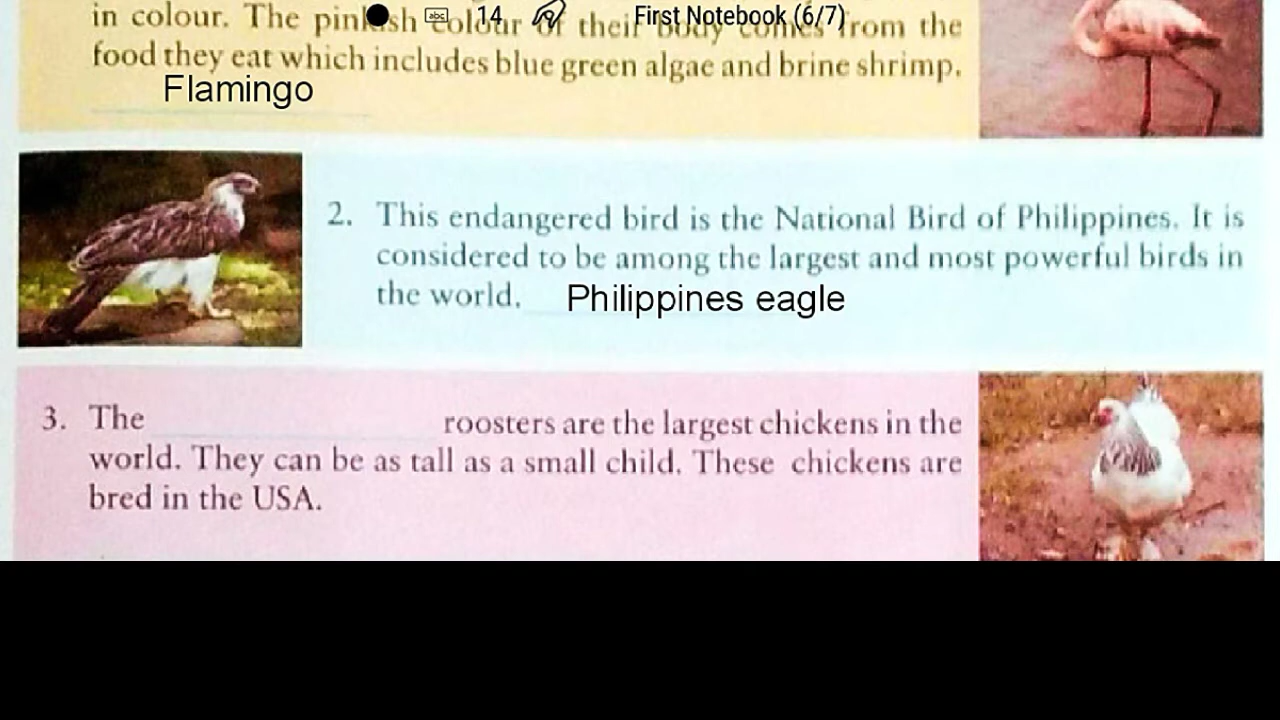 in colour. The pinkish colour of their body comes from the
14 First Notebook (6/7)
food they eat which includes blue green algae and brine shrimp.
Flamingo
2. This endangered bird is the National Bird of Philippines. It is
considered to be among the largest and most powerful birds in
the world. Philippines eagle
3. The roosters are the largest chickens in the
world. They can be as tall as a small child. These chickens are
bred in the USA.